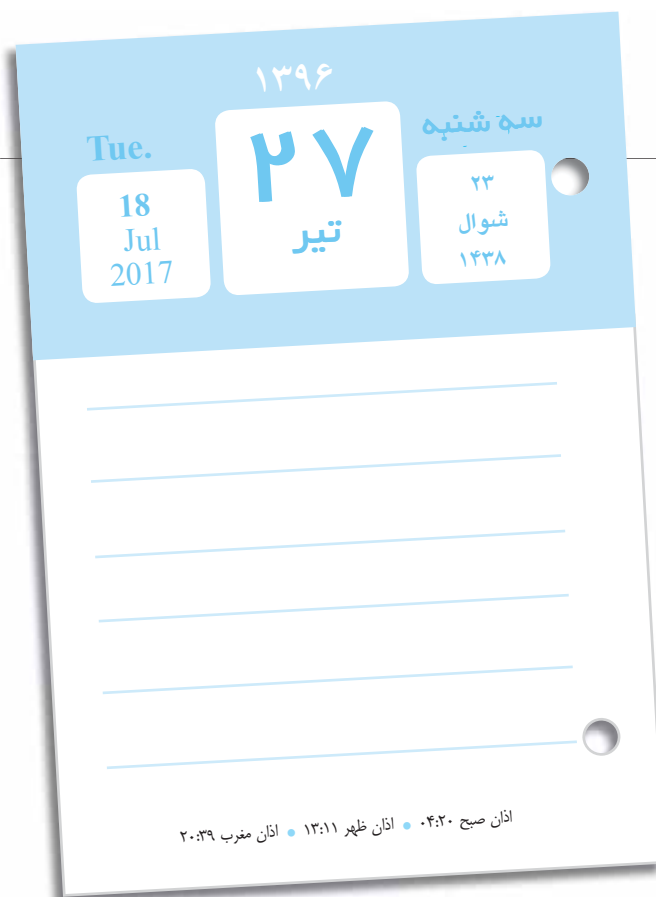 ۱۳۹۶
سه شنبه
۲۳
شوال
۱۴۳۸
۲۷
تیر
Tue.
18
Jul
2017
اذان صبح ۰۴:۲۰ • اذان ظهر ۱۳:۱۱ • اذان مغرب ۲۰:۳۹